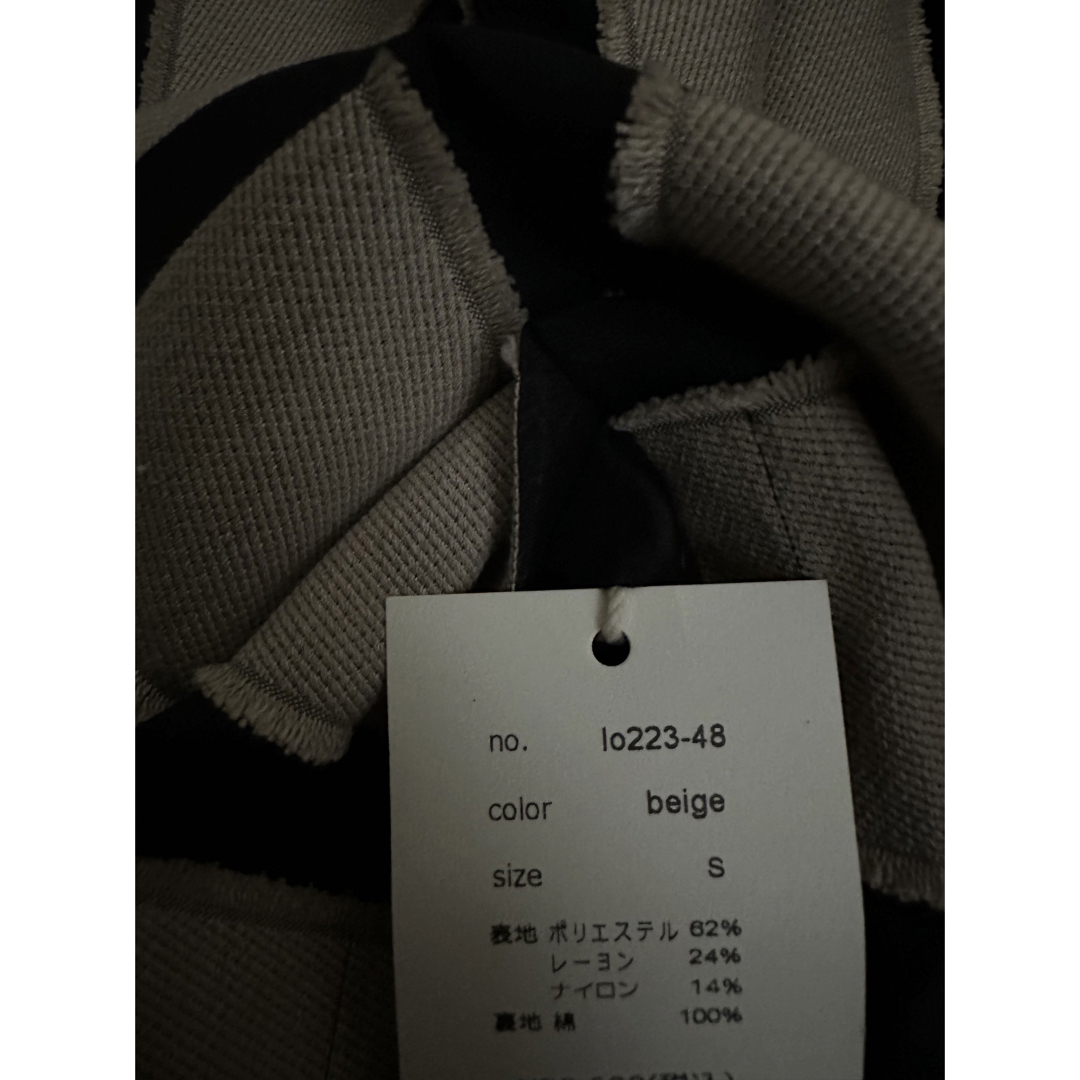 no. lo223-48
color beige
size S
表地 ポリエステル 62%
レーヨン 24%
ナイロン 14%
裏地 綿 100%